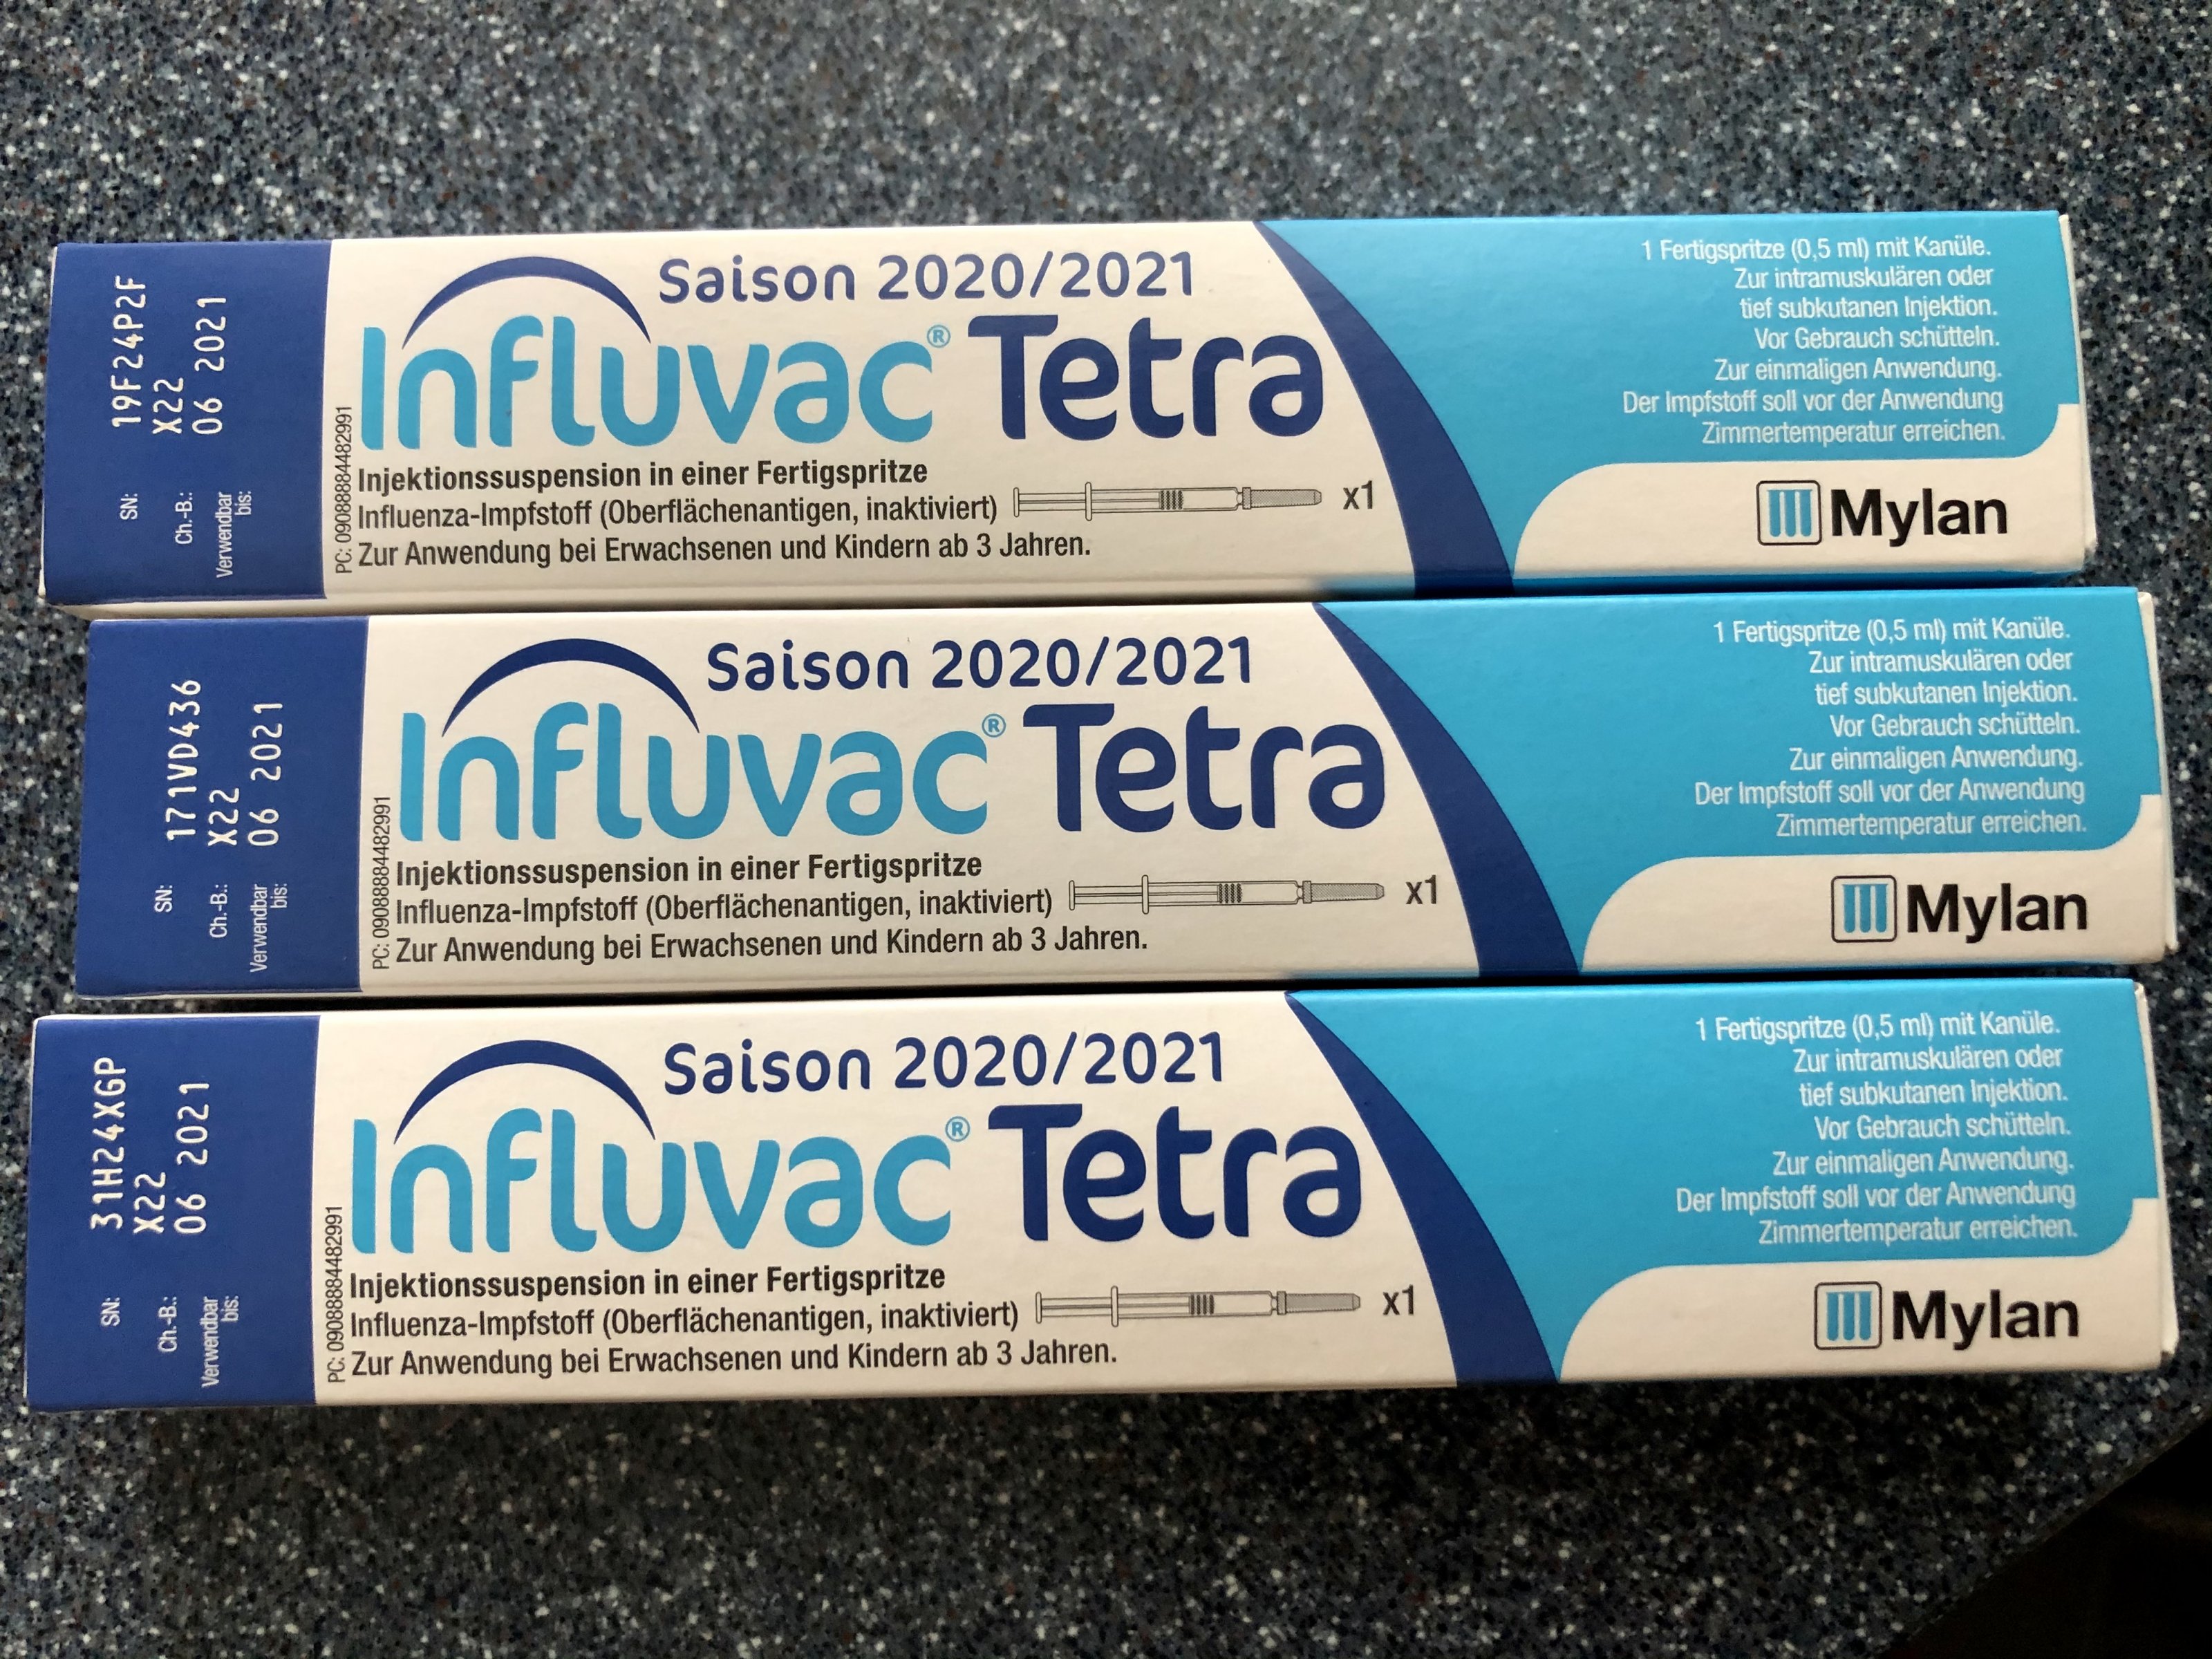 SN: 19F24P2F
Ch.-B.: X22
Verwendbar bis: 06 2021
PC: 09088884482991
Saison 2020/2021
Influvac® Tetra
Injektionssuspension in einer Fertigspritze
Influenza-Impfstoff (Oberflächenantigen, inaktiviert)
x1
Zur Anwendung bei Erwachsenen und Kindern ab 3 Jahren.
1 Fertigspritze (0,5 ml) mit Kanüle.
Zur intramuskulären oder
tief subkutanen Injektion.
Vor Gebrauch schütteln.
Zur einmaligen Anwendung.
Der Impfstoff soll vor der Anwendung
Zimmertemperatur erreichen.
Mylan
SN: 171VD436
Ch.-B.: X22
Verwendbar bis: 06 2021
PC: 09088884482991
Saison 2020/2021
Influvac® Tetra
Injektionssuspension in einer Fertigspritze
Influenza-Impfstoff (Oberflächenantigen, inaktiviert)
x1
Zur Anwendung bei Erwachsenen und Kindern ab 3 Jahren.
1 Fertigspritze (0,5 ml) mit Kanüle.
Zur intramuskulären oder
tief subkutanen Injektion.
Vor Gebrauch schütteln.
Zur einmaligen Anwendung.
Der Impfstoff soll vor der Anwendung
Zimmertemperatur erreichen.
Mylan
SN: 31H24XGP
Ch.-B.: X22
Verwendbar bis: 06 2021
PC: 09088884482991
Saison 2020/2021
Influvac® Tetra
Injektionssuspension in einer Fertigspritze
Influenza-Impfstoff (Oberflächenantigen, inaktiviert)
x1
Zur Anwendung bei Erwachsenen und Kindern ab 3 Jahren.
1 Fertigspritze (0,5 ml) mit Kanüle.
Zur intramuskulären oder
tief subkutanen Injektion.
Vor Gebrauch schütteln.
Zur einmaligen Anwendung.
Der Impfstoff soll vor der Anwendung
Zimmertemperatur erreichen.
Mylan